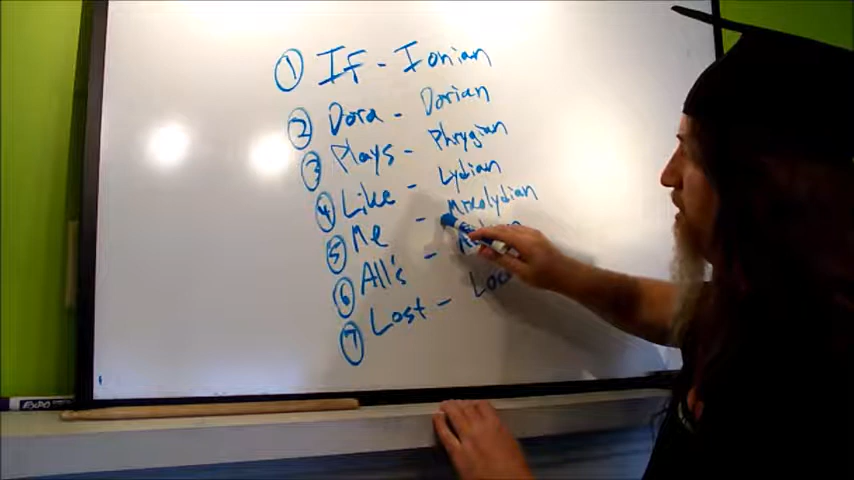 ① If - Ionian
② Dora - Dorian
③ Plays - Phrygian
④ Like - Lydian
⑤ Me - Mixolydian
⑥ All's -
⑦ Lost - Loc
EXPO